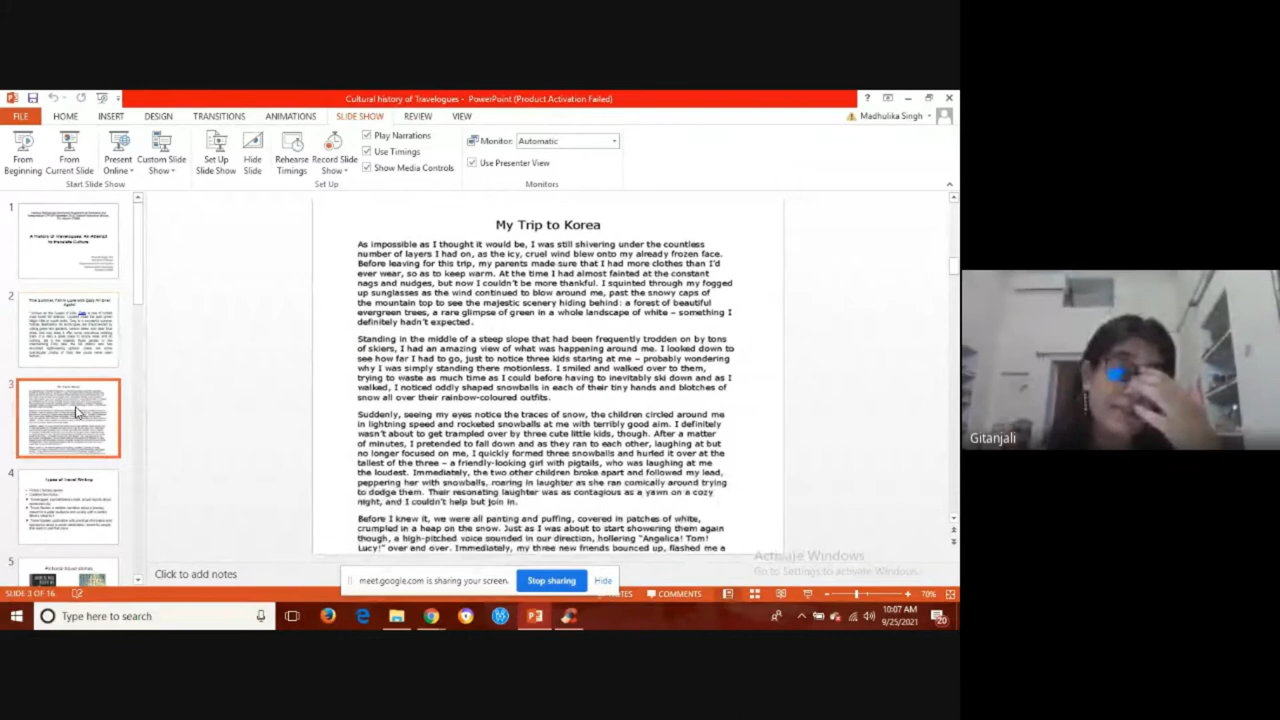 Cultural history of Travelogues - PowerPoint (Product Activation Failed)
FILE HOME INSERT DESIGN TRANSITIONS ANIMATIONS SLIDE SHOW REVIEW VIEW
Madhulika Singh
From Beginning
From Current Slide
Present Online
Custom Slide Show
Set Up Slide Show
Hide Slide
Rehearse Timings
Record Slide Show
Play Narrations
Use Timings
Show Media Controls
Monitor: Automatic
Use Presenter View
Start Slide Show
Set Up
Monitors
1
A History of Travelogues: An Attempt
to translate Culture
2
3
4
Types of Travel Writing
5
My Trip to Korea
As impossible as I thought it would be, I was still shivering under the countless
number of layers I had on, as the icy, cruel wind blew onto my already frozen face.
Before leaving for this trip, my parents made sure that I had more clothes than I'd
ever wear, so as to keep warm. At the time I had almost fainted at the constant
nags and nudges, but now I couldn't be more thankful. I squinted through my fogged
up sunglasses as the wind continued to blow around me, past the snowy caps of
the mountain top to see the majestic scenery hiding behind: a forest of beautiful
evergreen trees, a rare glimpse of green in a whole landscape of white – something I
definitely hadn't expected.
Standing in the middle of a steep slope that had been frequently trodden on by tons
of skiers, I had an amazing view of what was happening around me. I looked down to
see how far I had to go, just to notice three kids staring at me – probably wondering
why I was simply standing there motionless. I smiled and walked over to them,
trying to waste as much time as I could before having to inevitably ski down and as I
walked, I noticed oddly shaped snowballs in each of their tiny hands and blotches of
snow all over their rainbow-coloured outfits.
Suddenly, seeing my eyes notice the traces of snow, the children circled around me
in lightning speed and rocketed snowballs at me with terribly good aim. I definitely
wasn't about to get trampled over by three cute little kids, though. After a matter
of minutes, I pretended to fall down and as they ran to each other, laughing at but
no longer focused on me, I quickly formed three snowballs and hurled it over at the
tallest of the three – a friendly-looking girl with pigtails, who was laughing at me
the loudest. Immediately, the two other children broke apart and followed my lead,
peppering her with snowballs, roaring in laughter as she ran comically around trying
to dodge them. Their resonating laughter was as contagious as a yawn on a cozy
night, and I couldn't help but join in.
Before I knew it, we were all panting and puffing, covered in patches of white,
crumpled in a heap on the snow. Just as I was about to start showering them again
though, a high-pitched voice sounded in our direction, hollering "Angelica! Tom!
Lucy!" over and over. Immediately, my three new friends bounced up, flashed me a
Activate Windows
Go to Settings to activate Windows.
Click to add notes
meet.google.com is sharing your screen. Stop sharing Hide
SLIDE 3 OF 16
COMMENTS
70%
Type here to search
10:07 AM
9/25/2021
20
Gitanjali